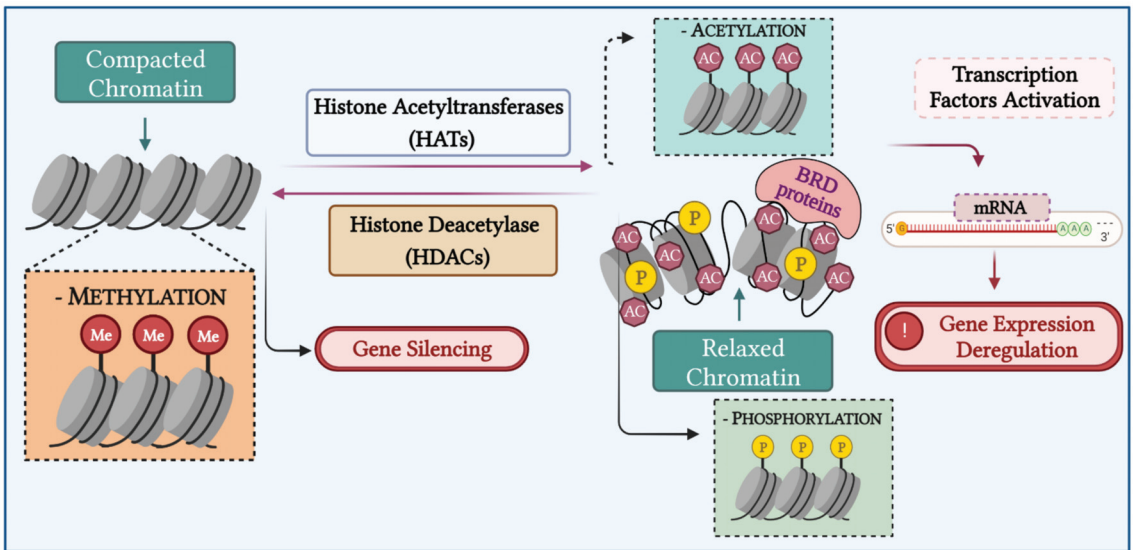 Compacted
Chromatin
Histone Acetyltransferases
(HATs)
Histone Deacetylase
(HDACs)
- METHYLATION
Me Me Me
Gene Silencing
- ACETYLATION
AC AC AC
BRD
proteins
AC P AC P AC AC AC AC P AC AC
Relaxed
Chromatin
- PHOSPHORYLATION
P P P
Transcription
Factors Activation
mRNA
5' G A A A 3'
! Gene Expression
Deregulation